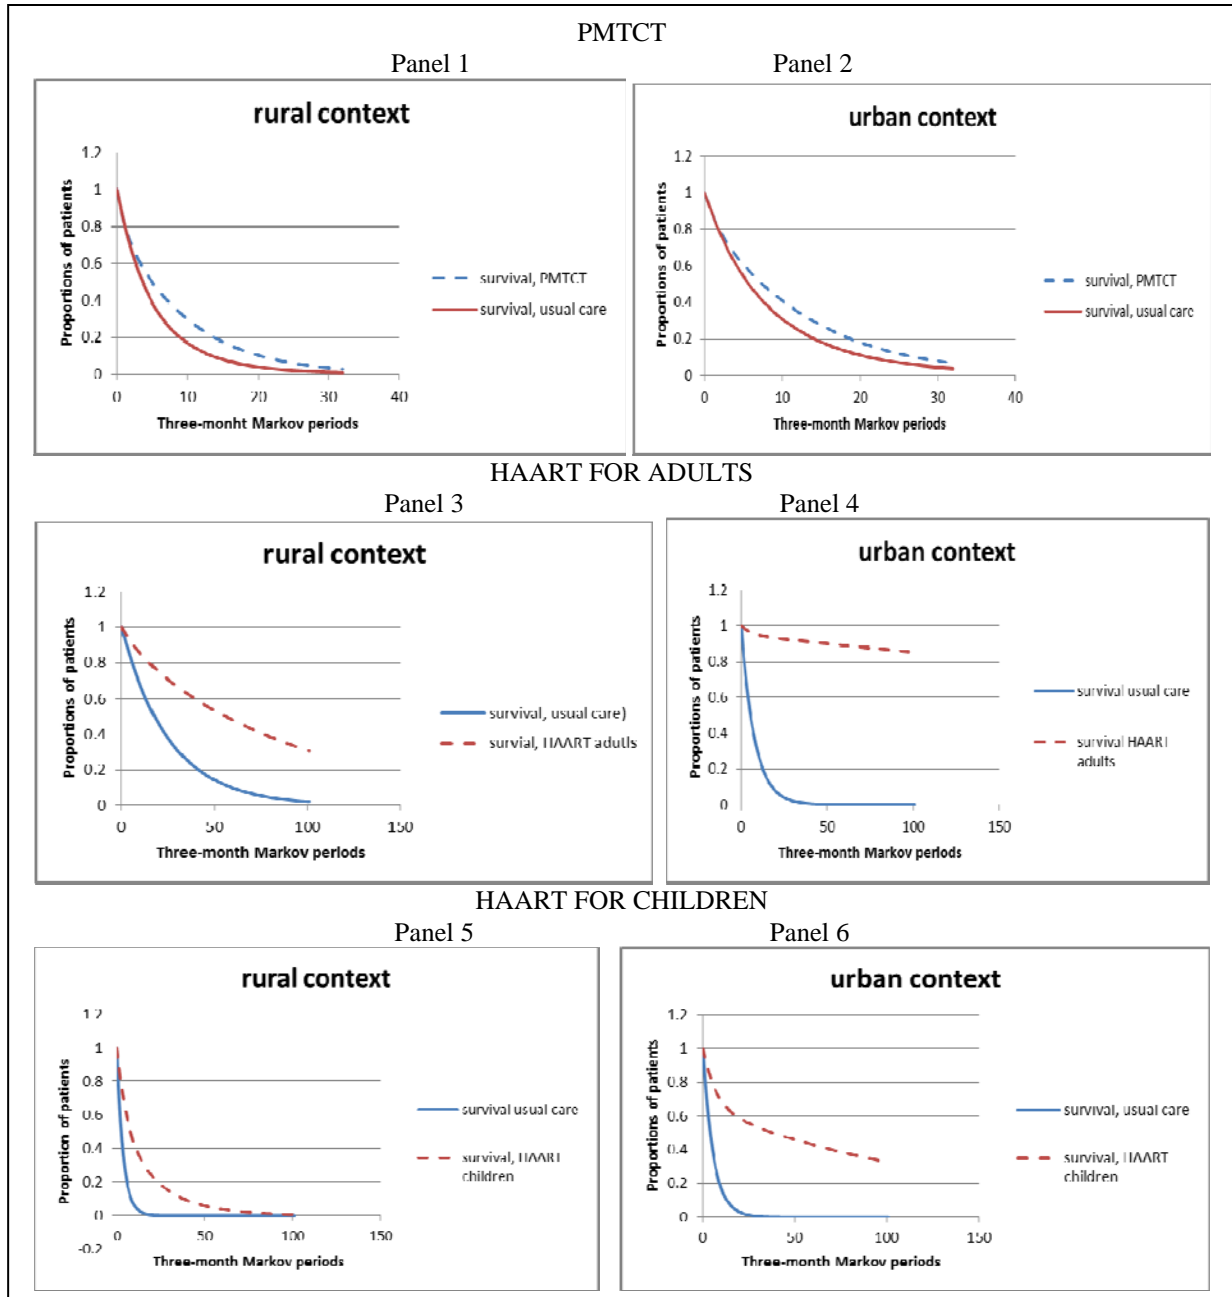 PMTCT
Panel 1
Panel 2
rural context
1.2
1
0.8
0.6
0.4
0.2
0
0
10
20
30
40
Proportions of patients
Three-monht Markov periods
survival, PMTCT
survival, usual care
urban context
1.2
1
0.8
0.6
0.4
0.2
0
0
10
20
30
40
Proportions of patients
Three-month Markov periods
survival, PMTCT
survival, usual care
HAART FOR ADULTS
Panel 3
Panel 4
rural context
1.2
1
0.8
0.6
0.4
0.2
0
0
50
100
150
Proportions of patients
Three-month Markov periods
survival, usual care)
survial, HAART adutls
urban context
1.2
1
0.8
0.6
0.4
0.2
0
0
50
100
150
Proportions of patients
Three-month Markov periods
survival usual care
survival HAART
adults
HAART FOR CHILDREN
Panel 5
Panel 6
rural context
1.2
1
0.8
0.6
0.4
0.2
0
-0.2
0
50
100
150
Proportion of patients
Three-month Markov periods
survival usual care
survival, HAART
children
urban context
1.2
1
0.8
0.6
0.4
0.2
0
0
50
100
150
Proportions of patients
Three-month Markov periods
survival, usual care
survival, HAART
children